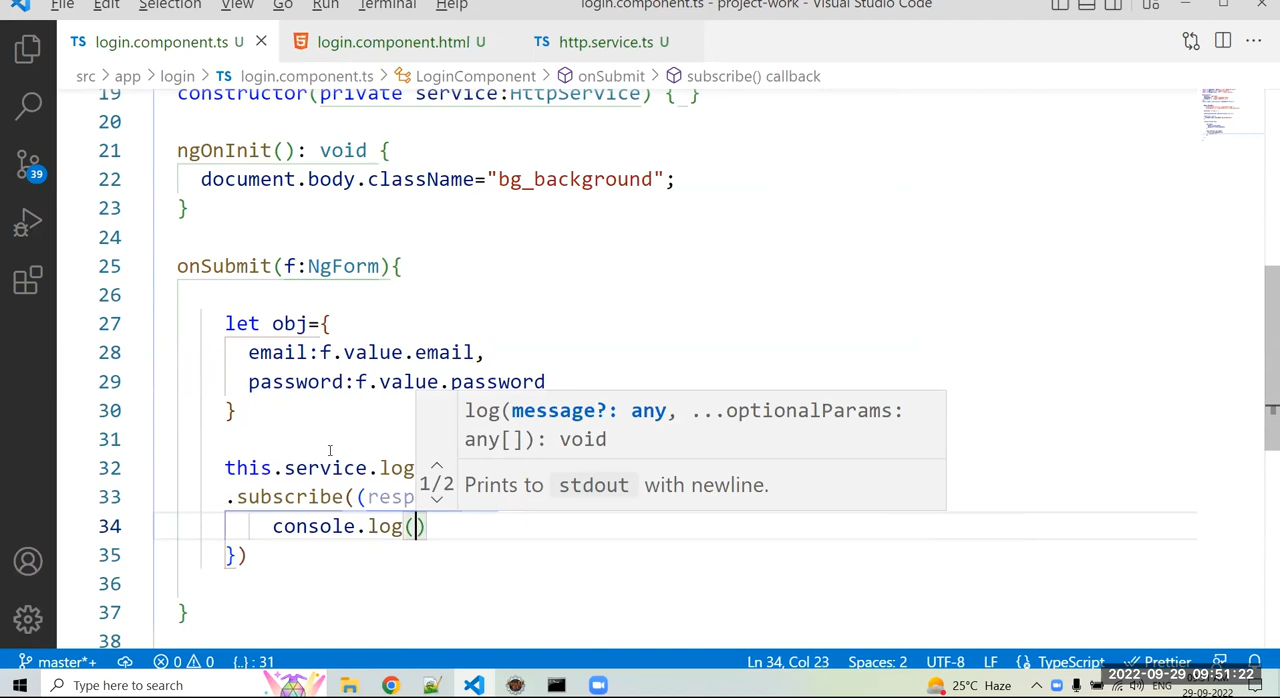 File Edit Selection View Go Run Terminal Help login.component.ts - project-work - Visual Studio Code
TS login.component.ts U login.component.html U TS http.service.ts U
src > app > login > TS login.component.ts > LoginComponent > onSubmit > subscribe() callback
19 constructor(private service:HttpService) { }
20
21 ngOnInit(): void {
22 document.body.className="bg_background";
23 }
24
25 onSubmit(f:NgForm){
26
27 let obj={
28 email:f.value.email,
29 password:f.value.password
30 }
log(message?: any, ...optionalParams:
31 any[]): void
32 this.service.log
1/2 Prints to stdout with newline.
33 .subscribe((resp
34 console.log()
35 })
36
37 }
38
39
master*+ 0 0 {..} : 31 Ln 34, Col 23 Spaces: 2 UTF-8 LF {} TypeScript Prettier
2022-09-29 09:51:22
Type here to search 25°C Haze ENG
29-09-2022